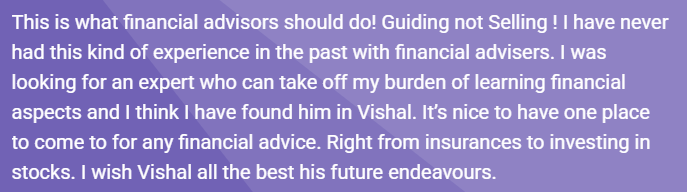 This is what financial advisors should do! Guiding not Selling ! I have never
had this kind of experience in the past with financial advisers. I was
looking for an expert who can take off my burden of learning financial
aspects and I think I have found him in Vishal. It’s nice to have one place
to come to for any financial advice. Right from insurances to investing in
stocks. I wish Vishal all the best his future endeavours.